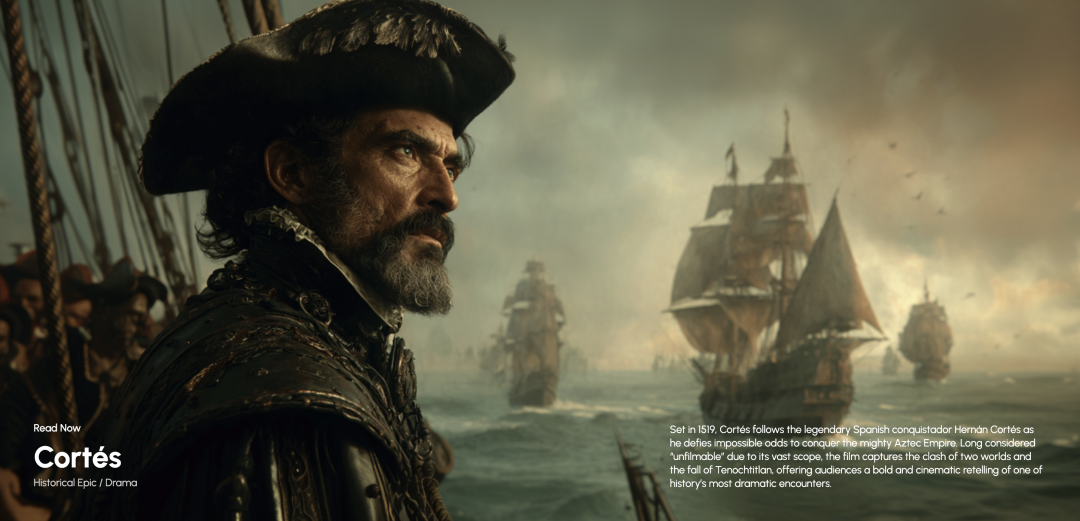 Read Now
Cortés
Historical Epic / Drama
Set in 1519, Cortés follows the legendary Spanish conquistador Hernán Cortés as
he defies impossible odds to conquer the mighty Aztec Empire. Long considered
"unfilmable" due to its vast scope, the film captures the clash of two worlds and
the fall of Tenochtitlan, offering audiences a bold and cinematic retelling of one of
history's most dramatic encounters.